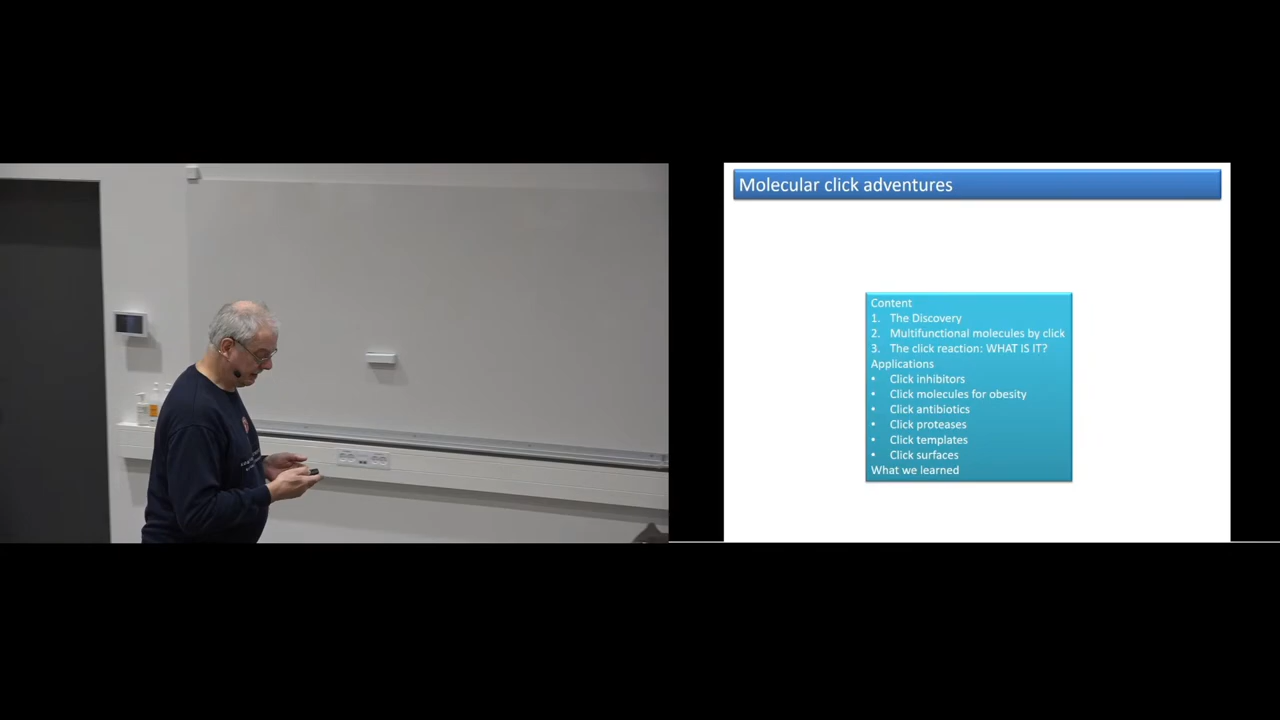 Molecular click adventures
Content
1. The Discovery
2. Multifunctional molecules by click
3. The click reaction: WHAT IS IT?
Applications
• Click inhibitors
• Click molecules for obesity
• Click antibiotics
• Click proteases
• Click templates
• Click surfaces
What we learned